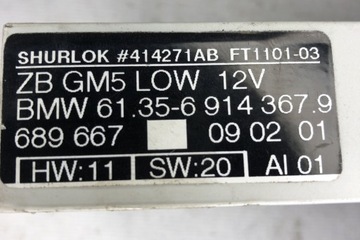 SHURLOK #414271AB FT1101-03
ZB GM5 LOW 12V
BMW 61.35-6 914 367.9
689 667 09 02 01
HW:11 SW:20 AI 01